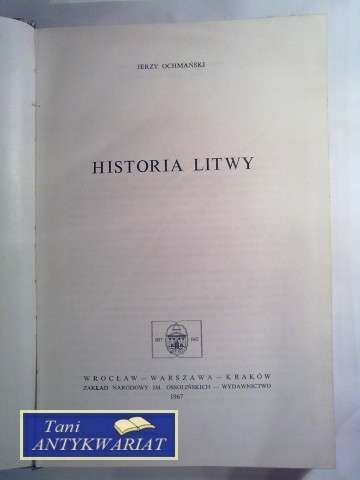 JERZY OCHMAŃSKI
HISTORIA LITWY
WROCŁAW — WARSZAWA — KRAKÓW
ZAKŁAD NARODOWY IM. OSSOLIŃSKICH — WYDAWNICTWO
1967
Tani
ANTYKWARIAT